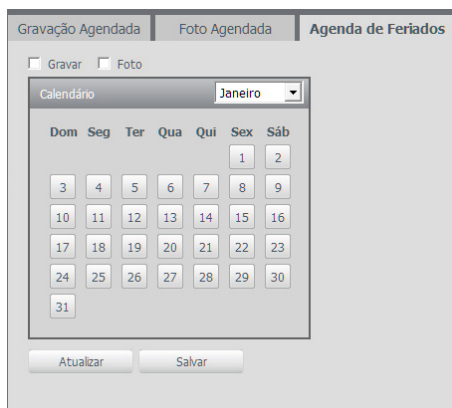 Gravação Agendada Foto Agendada Agenda de Feriados
Gravar Foto
Calendário Janeiro
Dom Seg Ter Qua Qui Sex Sáb
1 2
3 4 5 6 7 8 9
10 11 12 13 14 15 16
17 18 19 20 21 22 23
24 25 26 27 28 29 30
31
Atualizar Salvar